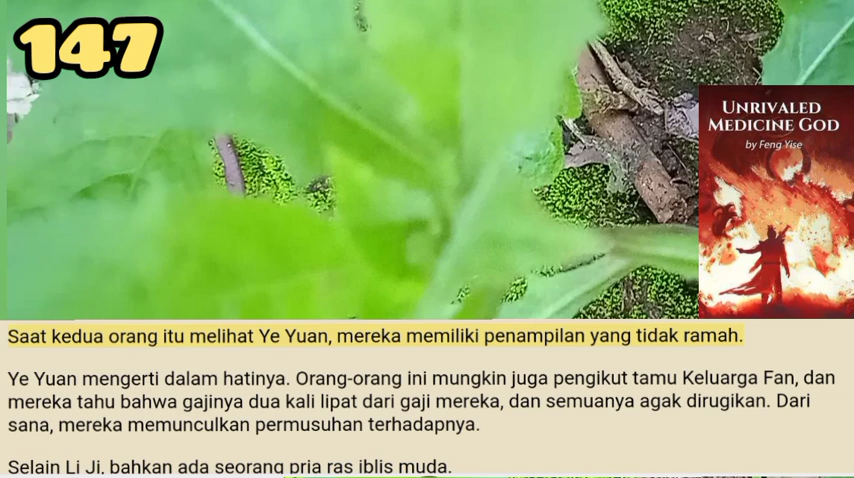 147
UNRIVALED
MEDICINE GOD
by Feng Yise
Saat kedua orang itu melihat Ye Yuan, mereka memiliki penampilan yang tidak ramah.
Ye Yuan mengerti dalam hatinya. Orang-orang ini mungkin juga pengikut tamu Keluarga Fan, dan
mereka tahu bahwa gajinya dua kali lipat dari gaji mereka, dan semuanya agak dirugikan. Dari
sana, mereka memunculkan permusuhan terhadapnya.
Selain Li Ji, bahkan ada seorang pria ras iblis muda.